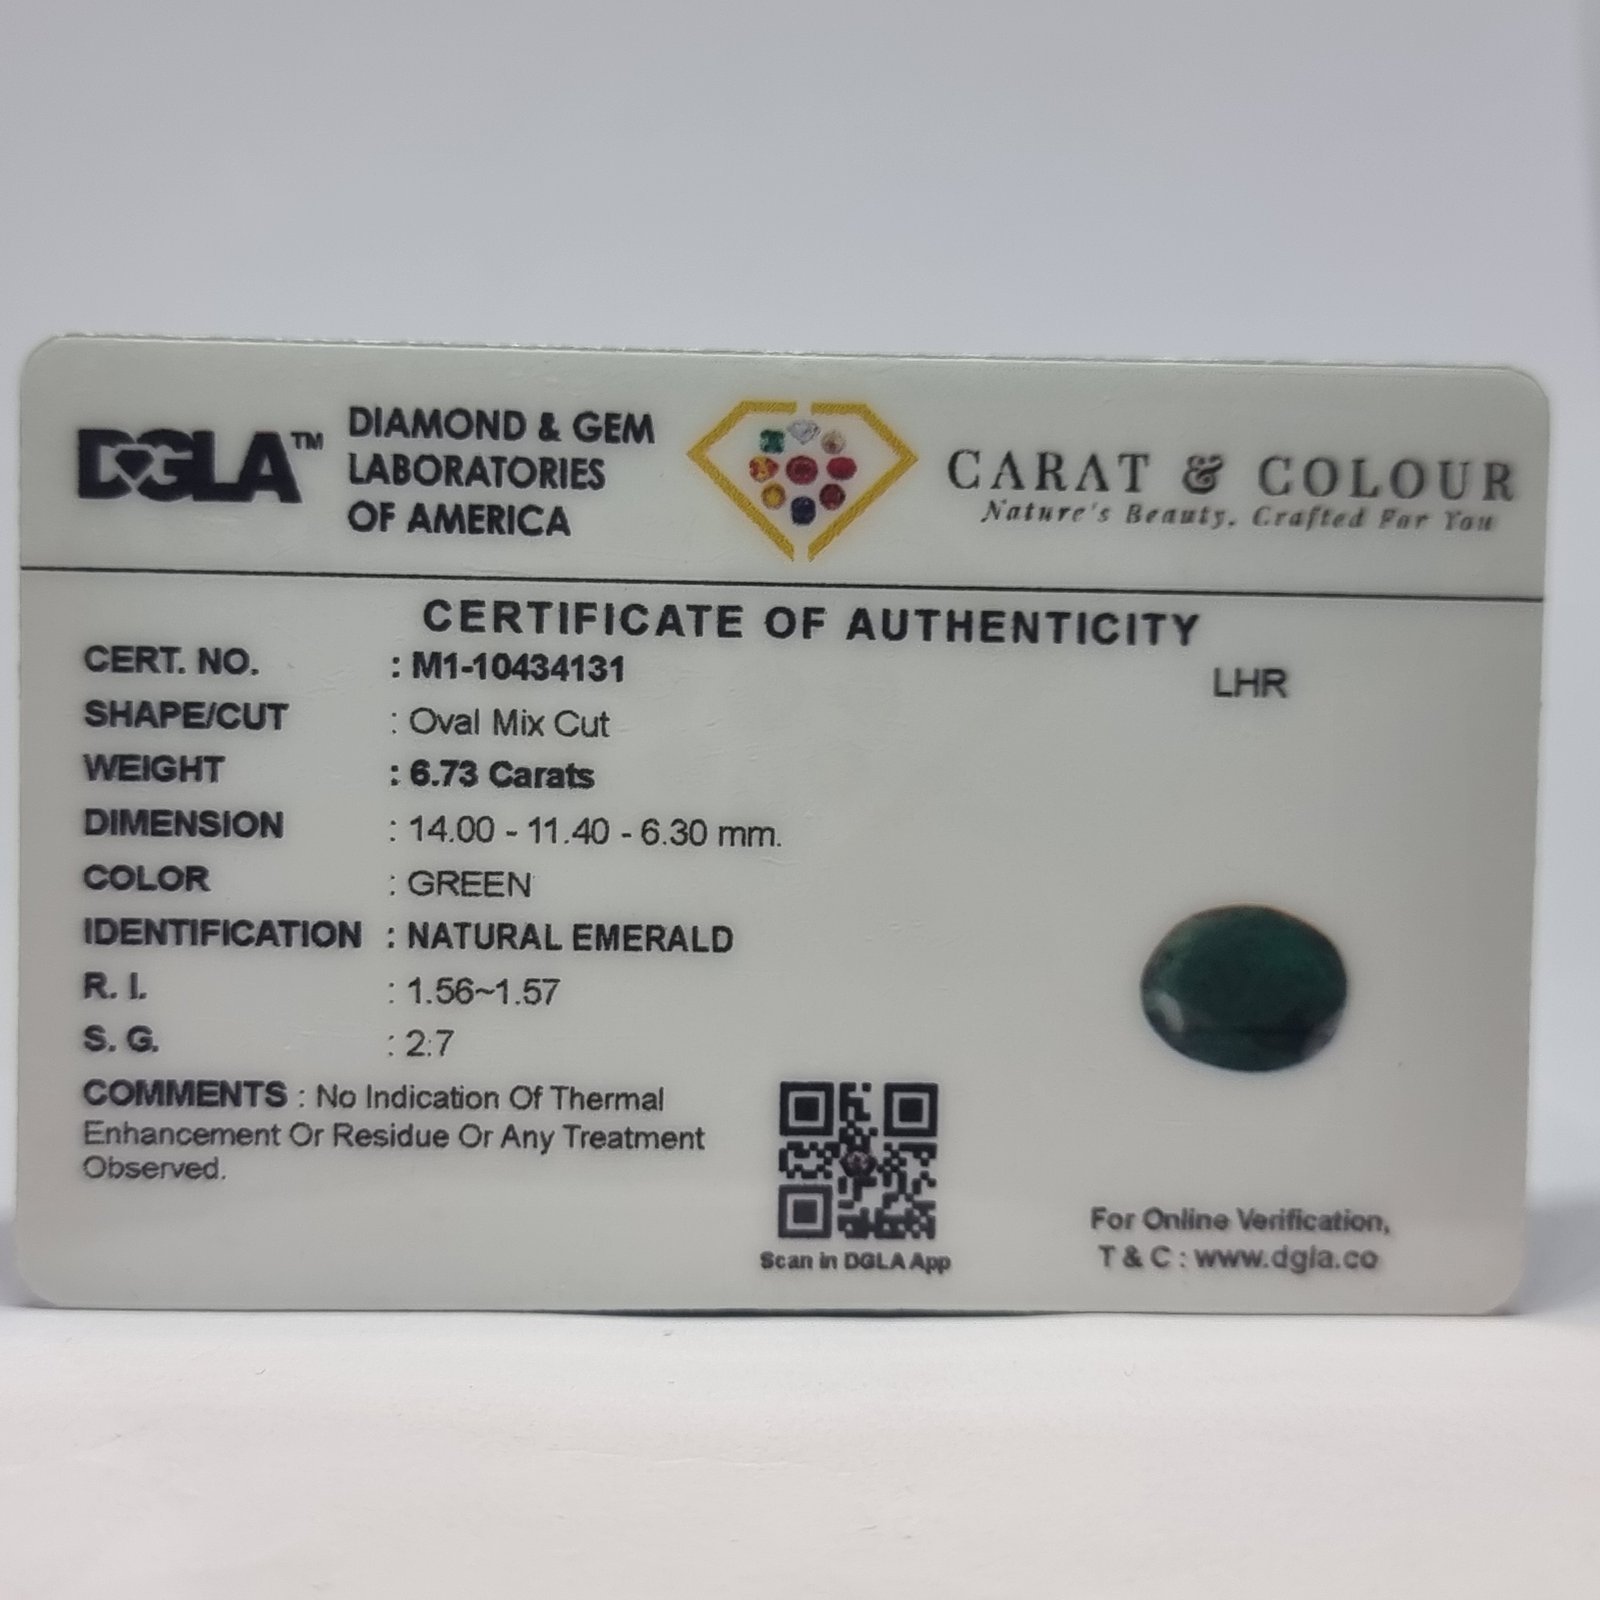 DGLA™
DIAMOND & GEM
LABORATORIES
OF AMERICA
CARAT & COLOUR
Nature's Beauty, Crafted For You
CERTIFICATE OF AUTHENTICITY
CERT. NO. : M1-10434131
LHR
SHAPE/CUT : Oval Mix Cut
WEIGHT : 6.73 Carats
DIMENSION : 14.00 - 11.40 - 6.30 mm.
COLOR : GREEN
IDENTIFICATION : NATURAL EMERALD
R. I. : 1.56~1.57
S. G. : 2.7
COMMENTS : No Indication Of Thermal
Enhancement Or Residue Or Any Treatment
Observed.
Scan in DGLA App
For Online Verification,
T & C : www.dgla.co